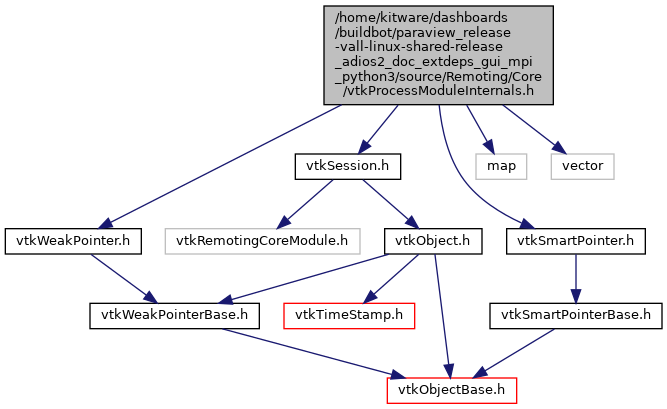 /home/kitware/dashboards
/buildbot/paraview_release
-vall-linux-shared-release
_adios2_doc_extdeps_gui_mpi
_python3/source/Remoting/Core
/vtkProcessModuleInternals.h
vtkSession.h
map
vector
vtkWeakPointer.h
vtkRemotingCoreModule.h
vtkObject.h
vtkSmartPointer.h
vtkWeakPointerBase.h
vtkTimeStamp.h
vtkSmartPointerBase.h
vtkObjectBase.h